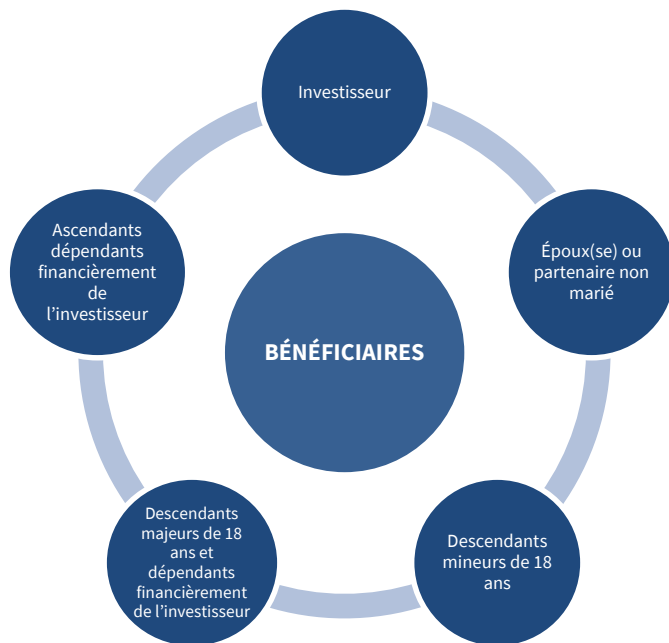 Investisseur
Époux(se) ou
partenaire non
marié
Descendants
mineurs de 18
ans
Descendants
majeurs de 18
ans et
dépendants
financièrement
de l’investisseur
Ascendants
dépendants
financièrement
de
l’investisseur
BÉNÉFICIAIRES